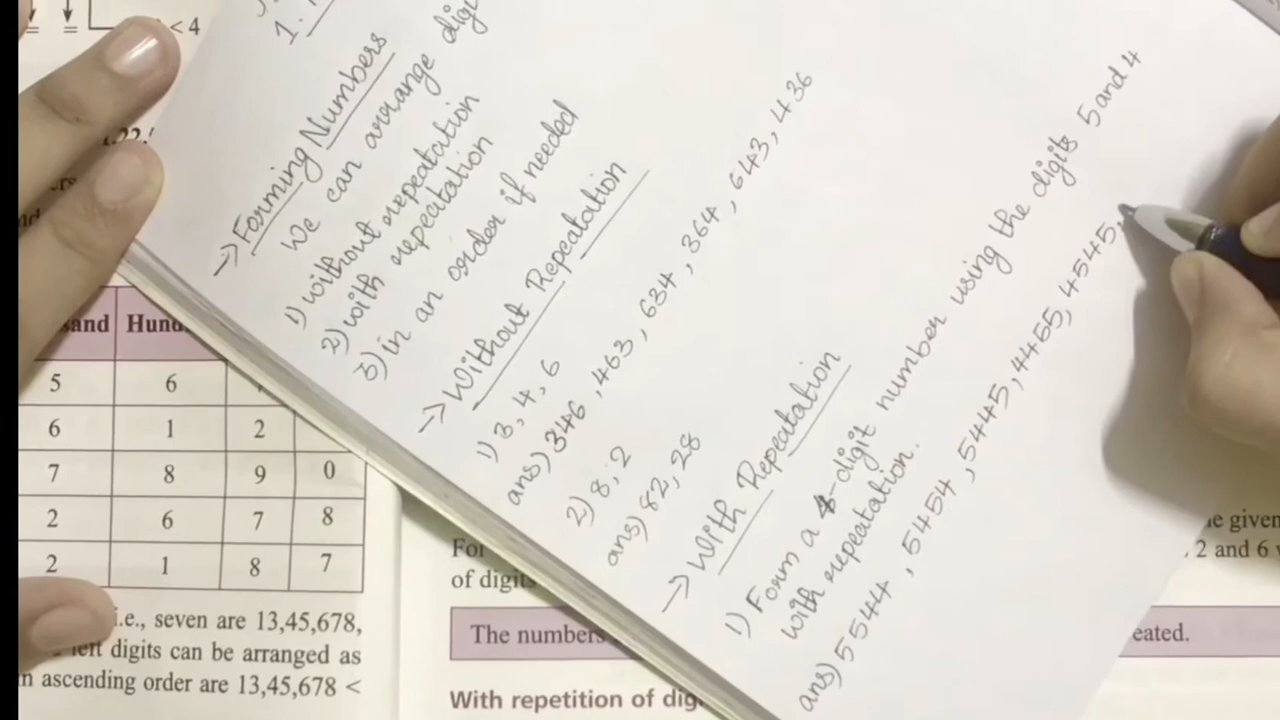 1.
→ Forming Numbers
We can arrange digi
1) without repeatation
2) with repeatation
3) in an order if needed
→ Without Repeatation
1) 3, 4, 6
ans) 346, 463, 634, 364, 643, 436
2) 8, 2
ans) 82, 28
→ With Repeatation
1) Form a 4-digit number using the digits 5 and 4
with repeatation.
ans) 5544, 5454, 5445, 4455, 4545,
< 4
sand Hund
5 6
6 1 2
7 8 9 0
2 6 7 8
2 1 8 7
i.e., seven are 13,45,678,
left digits can be arranged as
n ascending order are 13,45,678 <
For
of digits
The numbers
eated.
With repetition of dig
e given
, 2 and 6